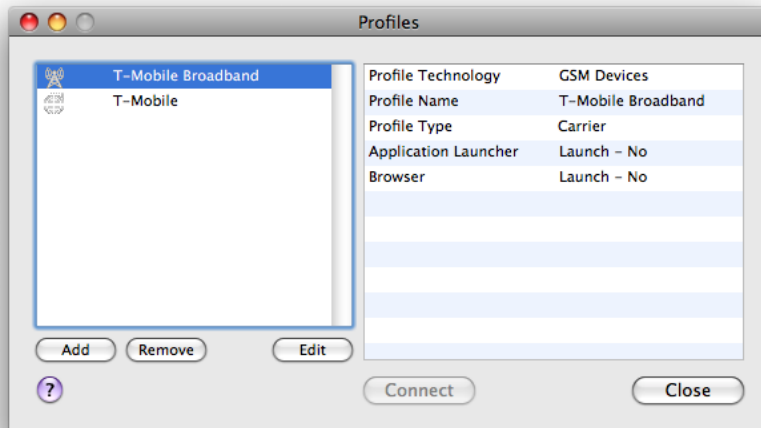 Profiles
T-Mobile Broadband
T-Mobile
Profile Technology GSM Devices
Profile Name T-Mobile Broadband
Profile Type Carrier
Application Launcher Launch - No
Browser Launch - No
Add Remove Edit
?
Connect Close